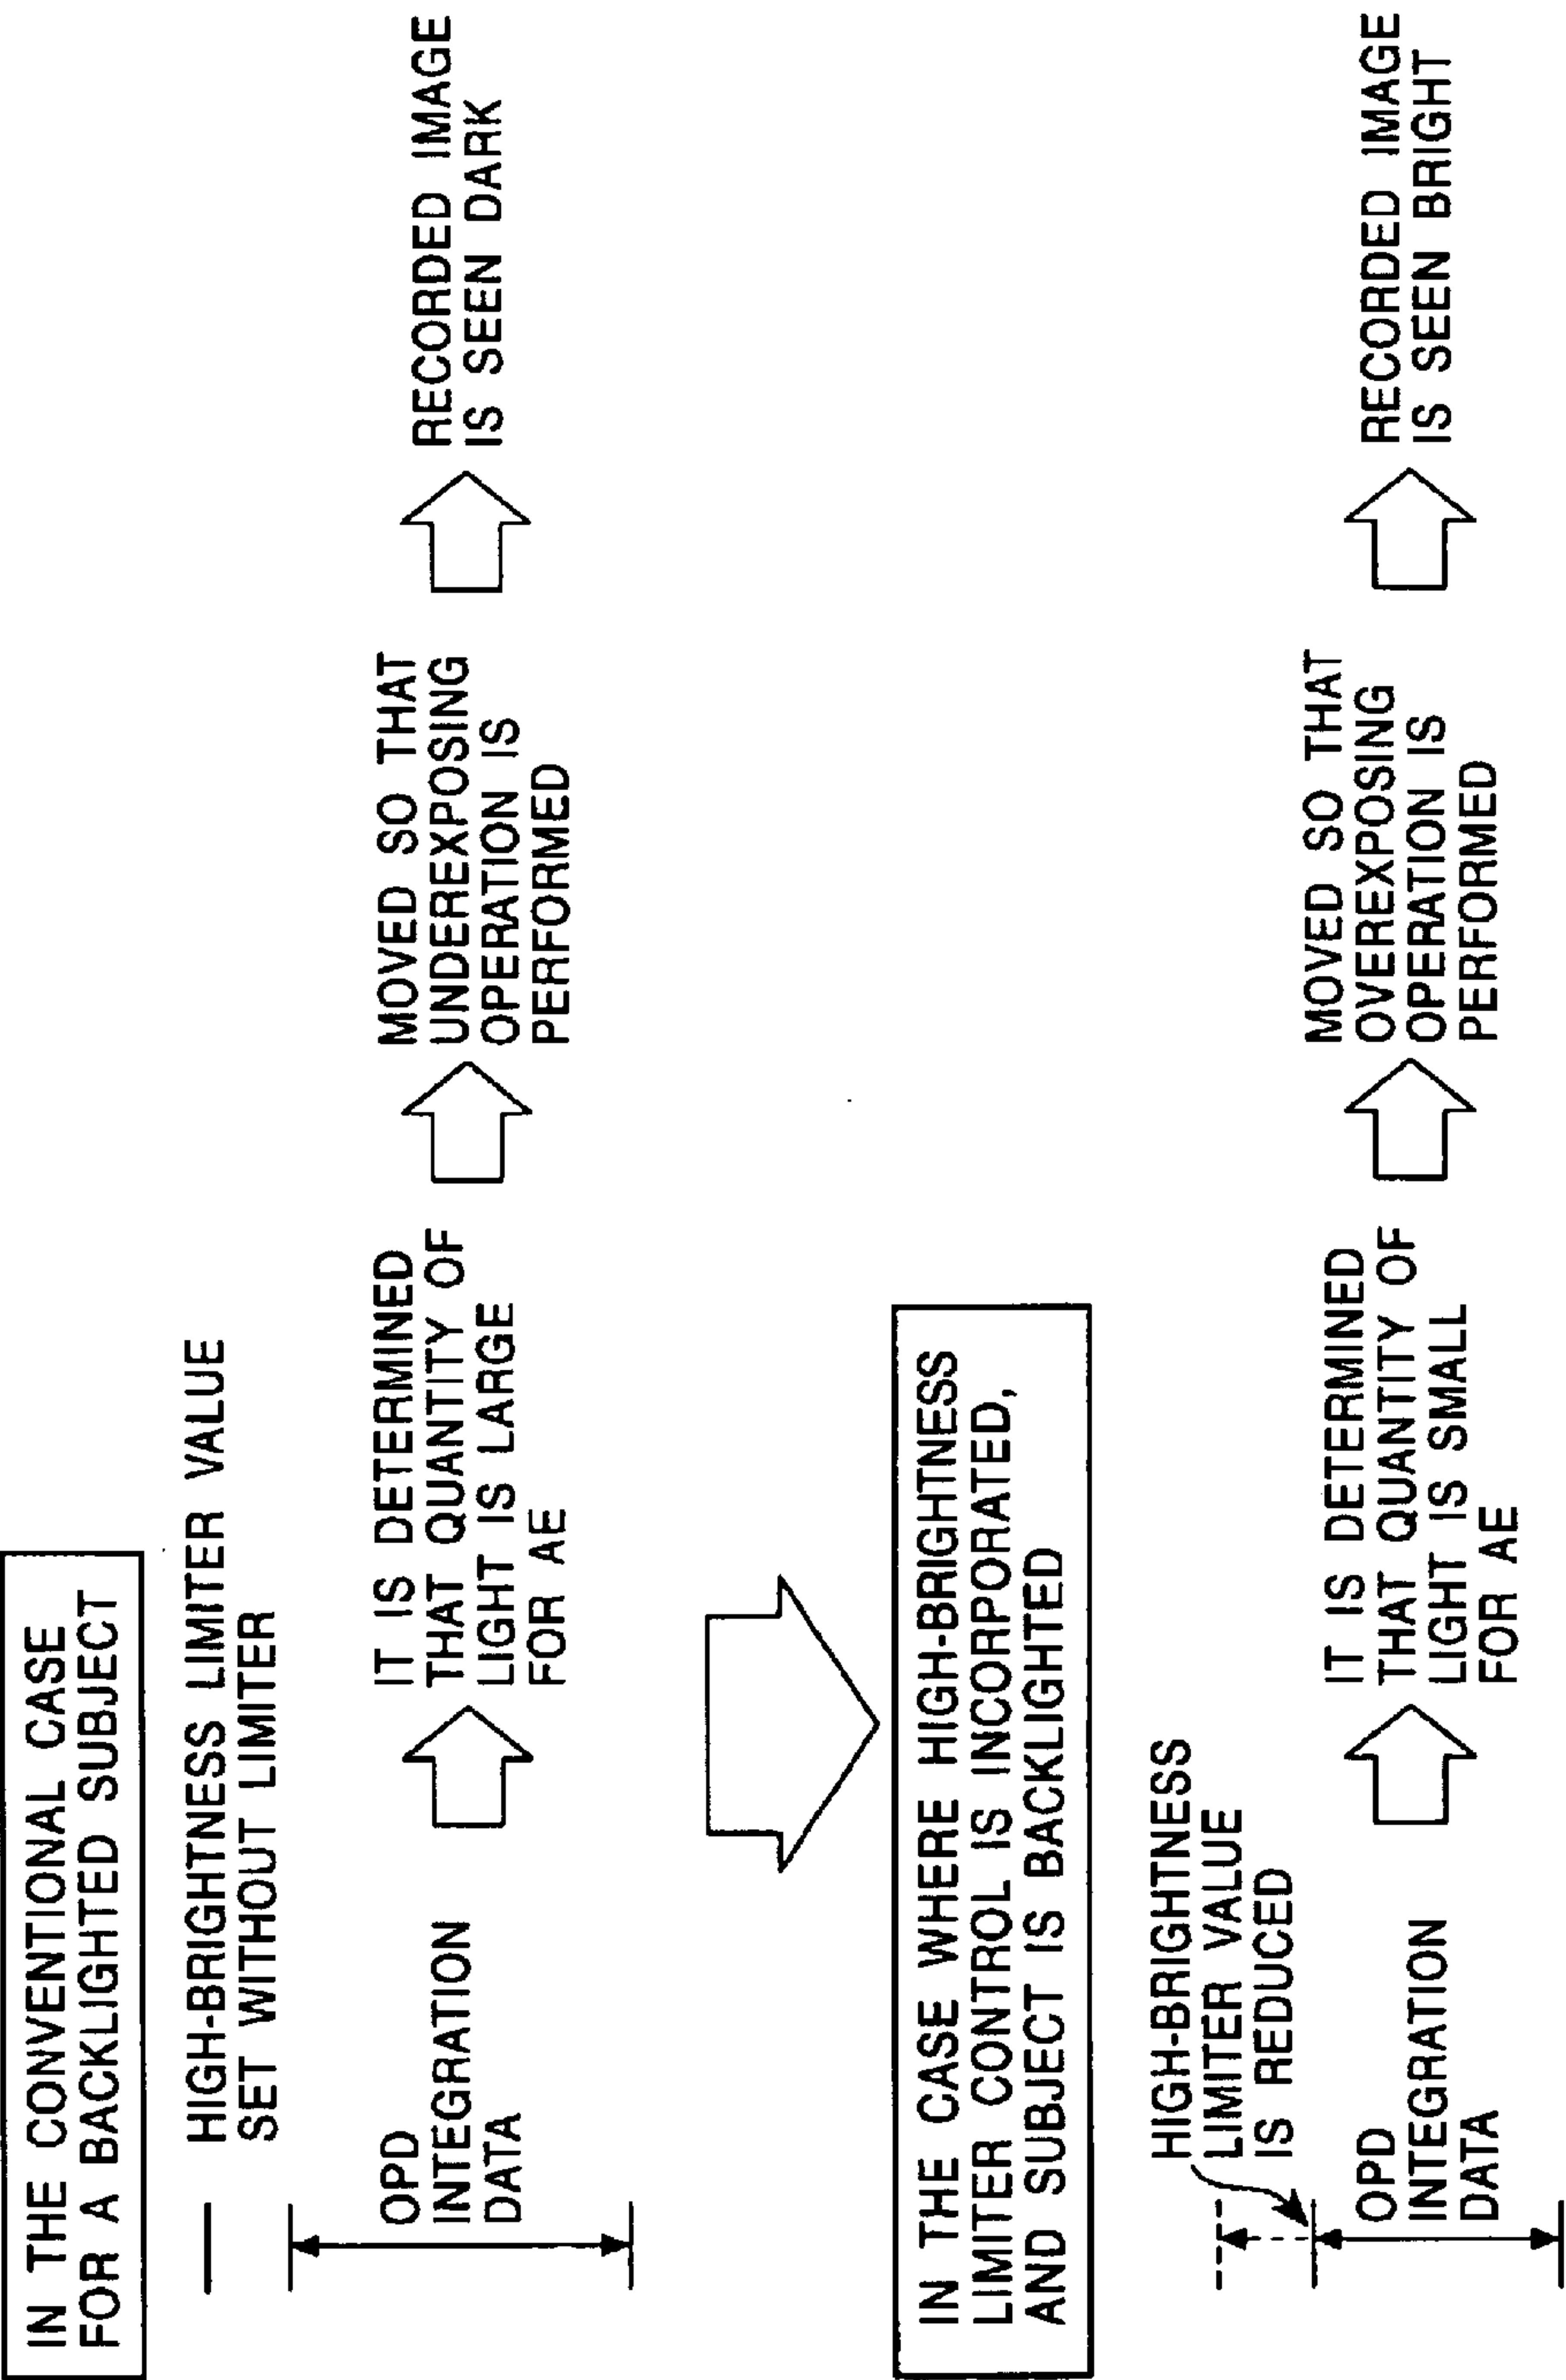 IN THE CONVENTIONAL CASE
FOR A BACKLIGHTED SUBJECT
HIGH-BRIGHTNESS LIMITER VALUE
SET WITHOUT LIMITER
OPD
INTEGRATION
DATA
IT IS DETERMINED
THAT QUANTITY OF
LIGHT IS LARGE
FOR AE
MOVED SO THAT
UNDEREXPOSING
OPERATION IS
PERFORMED
RECORDED IMAGE
IS SEEN DARK
IN THE CASE WHERE HIGH-BRIGHTNESS
LIMITER CONTROL IS INCORPORATED,
AND SUBJECT IS BACKLIGHTED
HIGH-BRIGHTNESS
LIMITER VALUE
IS REDUCED
OPD
INTEGRATION
DATA
IT IS DETERMINED
THAT QUANTITY OF
LIGHT IS SMALL
FOR AE
MOVED SO THAT
OVEREXPOSING
OPERATION IS
PERFORMED
RECORDED IMAGE
IS SEEN BRIGHT